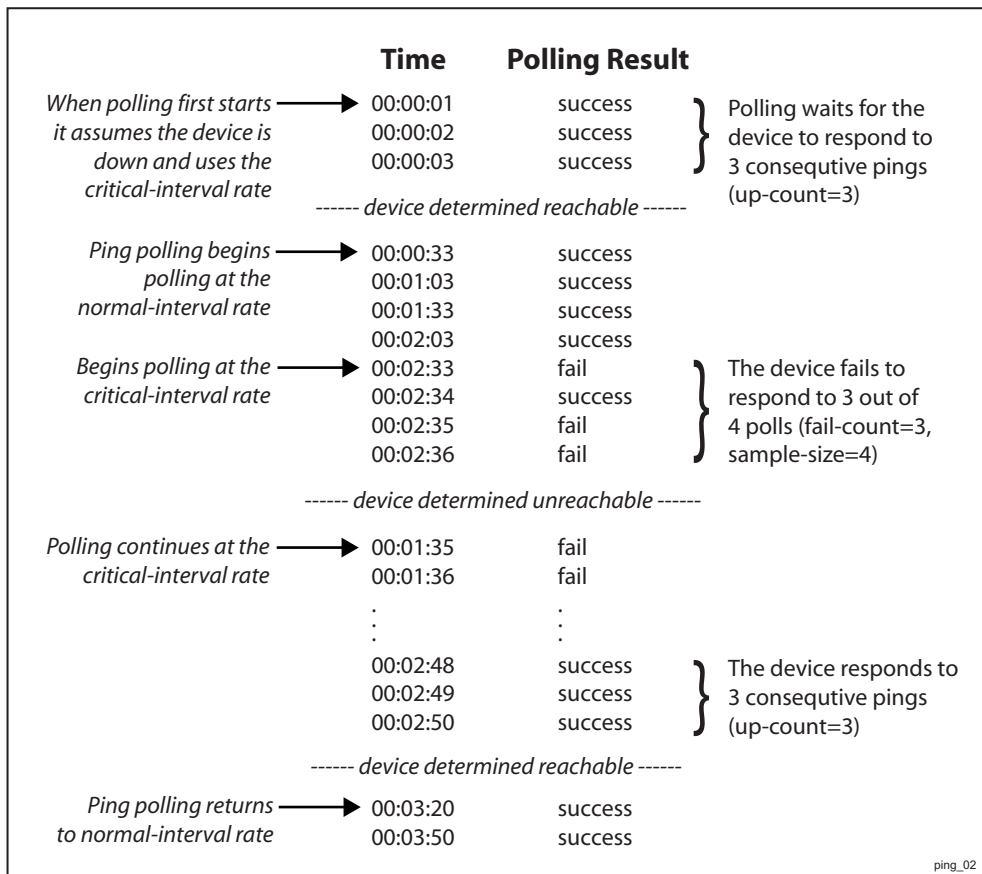 Time Polling Result
When polling first starts 00:00:01 success Polling waits for the
it assumes the device is 00:00:02 success device to respond to
down and uses the 00:00:03 success 3 consequtive pings
critical-interval rate (up-count=3)
------ device determined reachable ------
Ping polling begins 00:00:33 success
polling at the 00:01:03 success
normal-interval rate 00:01:33 success
00:02:03 success
Begins polling at the 00:02:33 fail The device fails to
critical-interval rate 00:02:34 success respond to 3 out of
00:02:35 fail 4 polls (fail-count=3,
00:02:36 fail sample-size=4)
------ device determined unreachable ------
Polling continues at the 00:01:35 fail
critical-interval rate 00:01:36 fail
. .
. .
. .
00:02:48 success The device responds to
00:02:49 success 3 consequtive pings
00:02:50 success (up-count=3)
------ device determined reachable ------
Ping polling returns 00:03:20 success
to normal-interval rate 00:03:50 success
ping_02